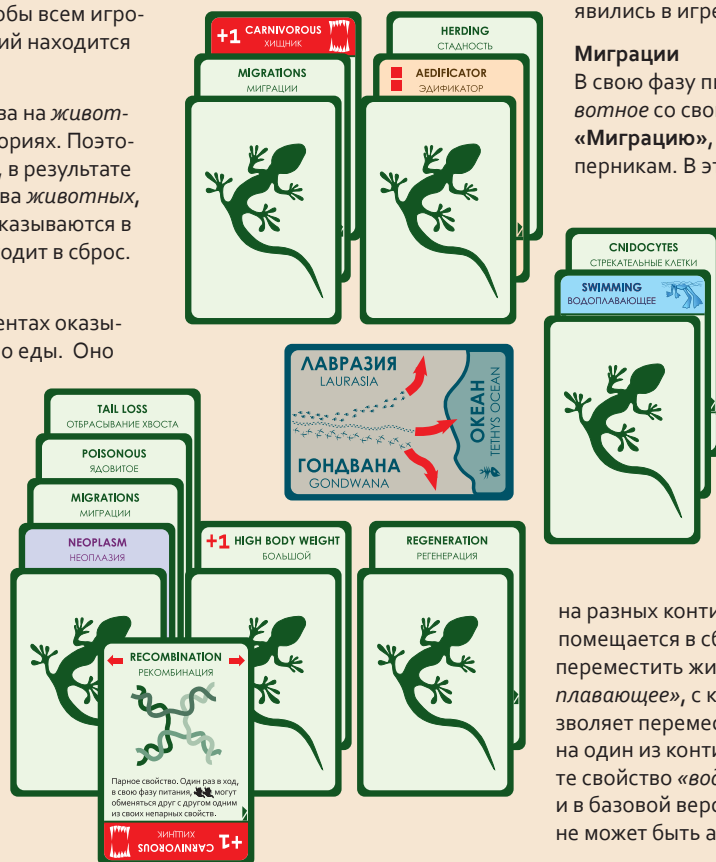 обы всем игро-
ий находится
ва на живот-
ориях. Поэто-
, в результате
ва животных,
казываются в
одит в сброс.
ентах оказы-
о еды. Оно
+1 CARNIVOROUS
ХИЩНИК
MIGRATIONS
МИГРАЦИИ
HERDING
СТАДНОСТЬ
AEDIFICATOR
ЭДИФИКАТОР
явились в игре
Миграции
В свою фазу пи
вотное со сво
«Миграцию»,
перникам. В эт
CNIDOCYTES
СТРЕКАТЕЛЬНЫЕ КЛЕТКИ
SWIMMING
ВОДОПЛАВАЮЩЕЕ
ЛАВРАЗИЯ
LAURASIA
ГОНДВАНА
GONDWANA
ОКЕАН
TETHYS OCEAN
TAIL LOSS
ОТБРАСЫВАНИЕ ХВОСТА
POISONOUS
ЯДОВИТОЕ
MIGRATIONS
МИГРАЦИИ
NEOPLASM
НЕОПЛАЗИЯ
+1 HIGH BODY WEIGHT
БОЛЬШОЙ
REGENERATION
РЕГЕНЕРАЦИЯ
RECOMBINATION
РЕКОМБИНАЦИЯ
Парное свойство. Один раз в ход,
в свою фазу питания, могут
обменяться друг с другом одним
из своих непарных свойств.
ХИЩНИК
CARNIVOROUS +1
на разных конти
помещается в сб
переместить жи
плавающее», с к
зволяет перемес
на один из конти
те свойство «вод
и в базовой верс
не может быть а